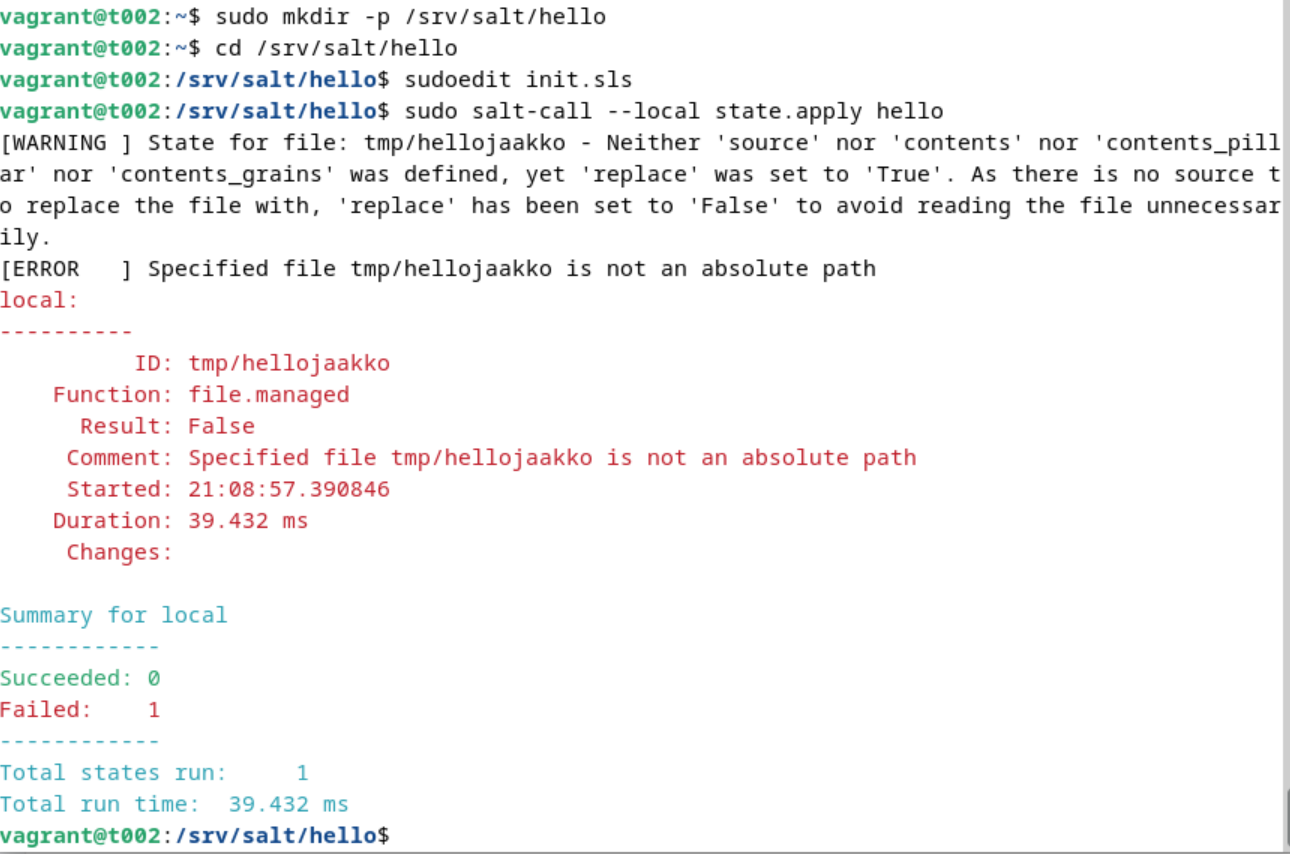 vagrant@t002:~$ sudo mkdir -p /srv/salt/hello
vagrant@t002:~$ cd /srv/salt/hello
vagrant@t002:/srv/salt/hello$ sudoedit init.sls
vagrant@t002:/srv/salt/hello$ sudo salt-call --local state.apply hello
[WARNING ] State for file: tmp/hellojaakko - Neither 'source' nor 'contents' nor 'contents_pill
ar' nor 'contents_grains' was defined, yet 'replace' was set to 'True'. As there is no source t
o replace the file with, 'replace' has been set to 'False' to avoid reading the file unnecessar
ily.
[ERROR   ] Specified file tmp/hellojaakko is not an absolute path
local:
----------
          ID: tmp/hellojaakko
    Function: file.managed
      Result: False
     Comment: Specified file tmp/hellojaakko is not an absolute path
     Started: 21:08:57.390846
    Duration: 39.432 ms
     Changes:

Summary for local
------------
Succeeded: 0
Failed:    1
------------
Total states run:     1
Total run time:  39.432 ms
vagrant@t002:/srv/salt/hello$